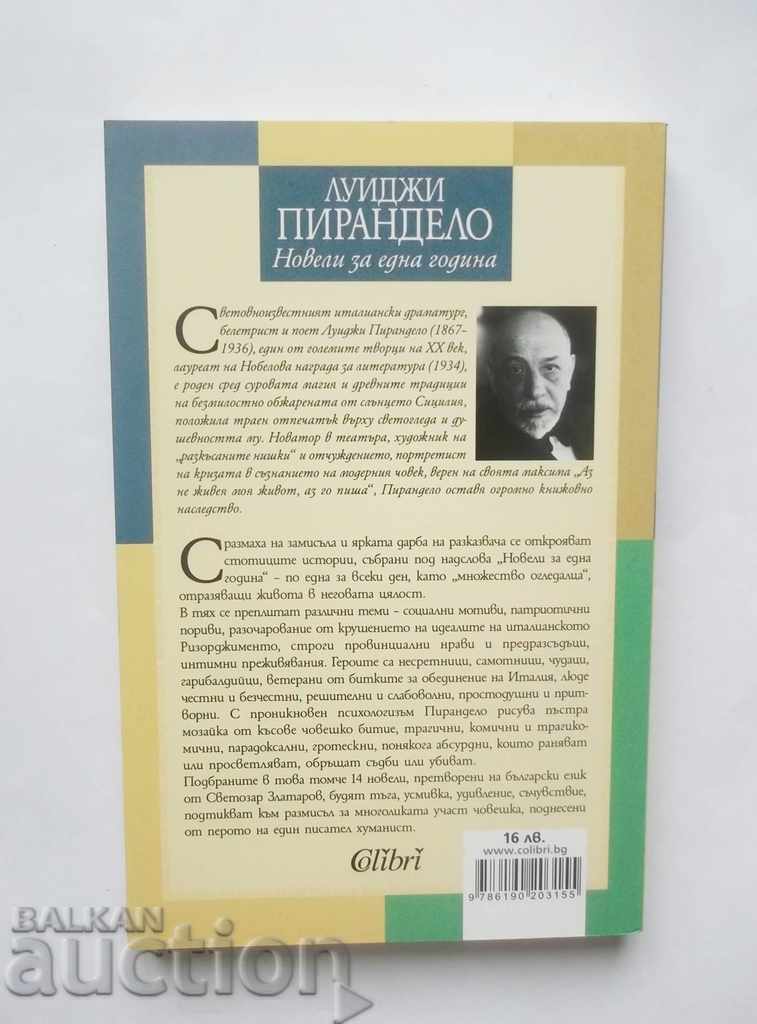 ЛУИДЖИ
ПИРАНДЕЛО
Новели за една година
Световноизвестният италиански драматург,
белетрист и поет Луиджи Пирандело (1867–
1936), един от големите творци на XX век,
лауреат на Нобелова награда за литература (1934),
е роден сред суровата магия и древните традиции
на безмилостно обжарената от слънцето Сицилия,
положила траен отпечатък върху светогледа и ду-
шевността му. Новатор в театъра, художник на
„разкъсаните нишки“ и отчуждението, портретист
на кризата в съзнанието на модерния човек, верен на своята максима „Аз
не живея моя живот, аз го пиша“, Пирандело оставя огромно книжовно
наследство.
С размаха на замисъла и ярката дарба на разказвача се открояват
стотиците истории, събрани под надслова „Новели за една
година“ – по една за всеки ден, като „множество огледалца“,
отразяващи живота в неговата цялост.
В тях се преплитат различни теми – социални мотиви, патриотични
пориви, разочарование от крушението на идеалите на италианското
Ризорджименто, строги провинциални нрави и предразсъдъци,
интимни преживявания. Героите са несретници, самотници, чудаци,
гарибалдийци, ветерани от битките за обединение на Италия, люде
честни и безчестни, решителни и слабоволни, простодушни и прит-
ворни. С проникновен психологизъм Пирандело рисува пъстра
мозайка от късове човешко битие, трагични, комични и трагико-
мични, парадоксални, гротескни, понякога абсурдни, които раняват
или просветляват, обръщат съдби или убиват.
Подбраните в това томче 14 новели, претворени на български език
от Светозар Златаров, будят тъга, усмивка, удивление, съчувствие,
подтикват към размисъл за многоликата участ човешка, поднесени
от перото на един писател хуманист.
Colibri
16 лв.
www.colibri.bg
9 786190 203155
BALKAN
auction